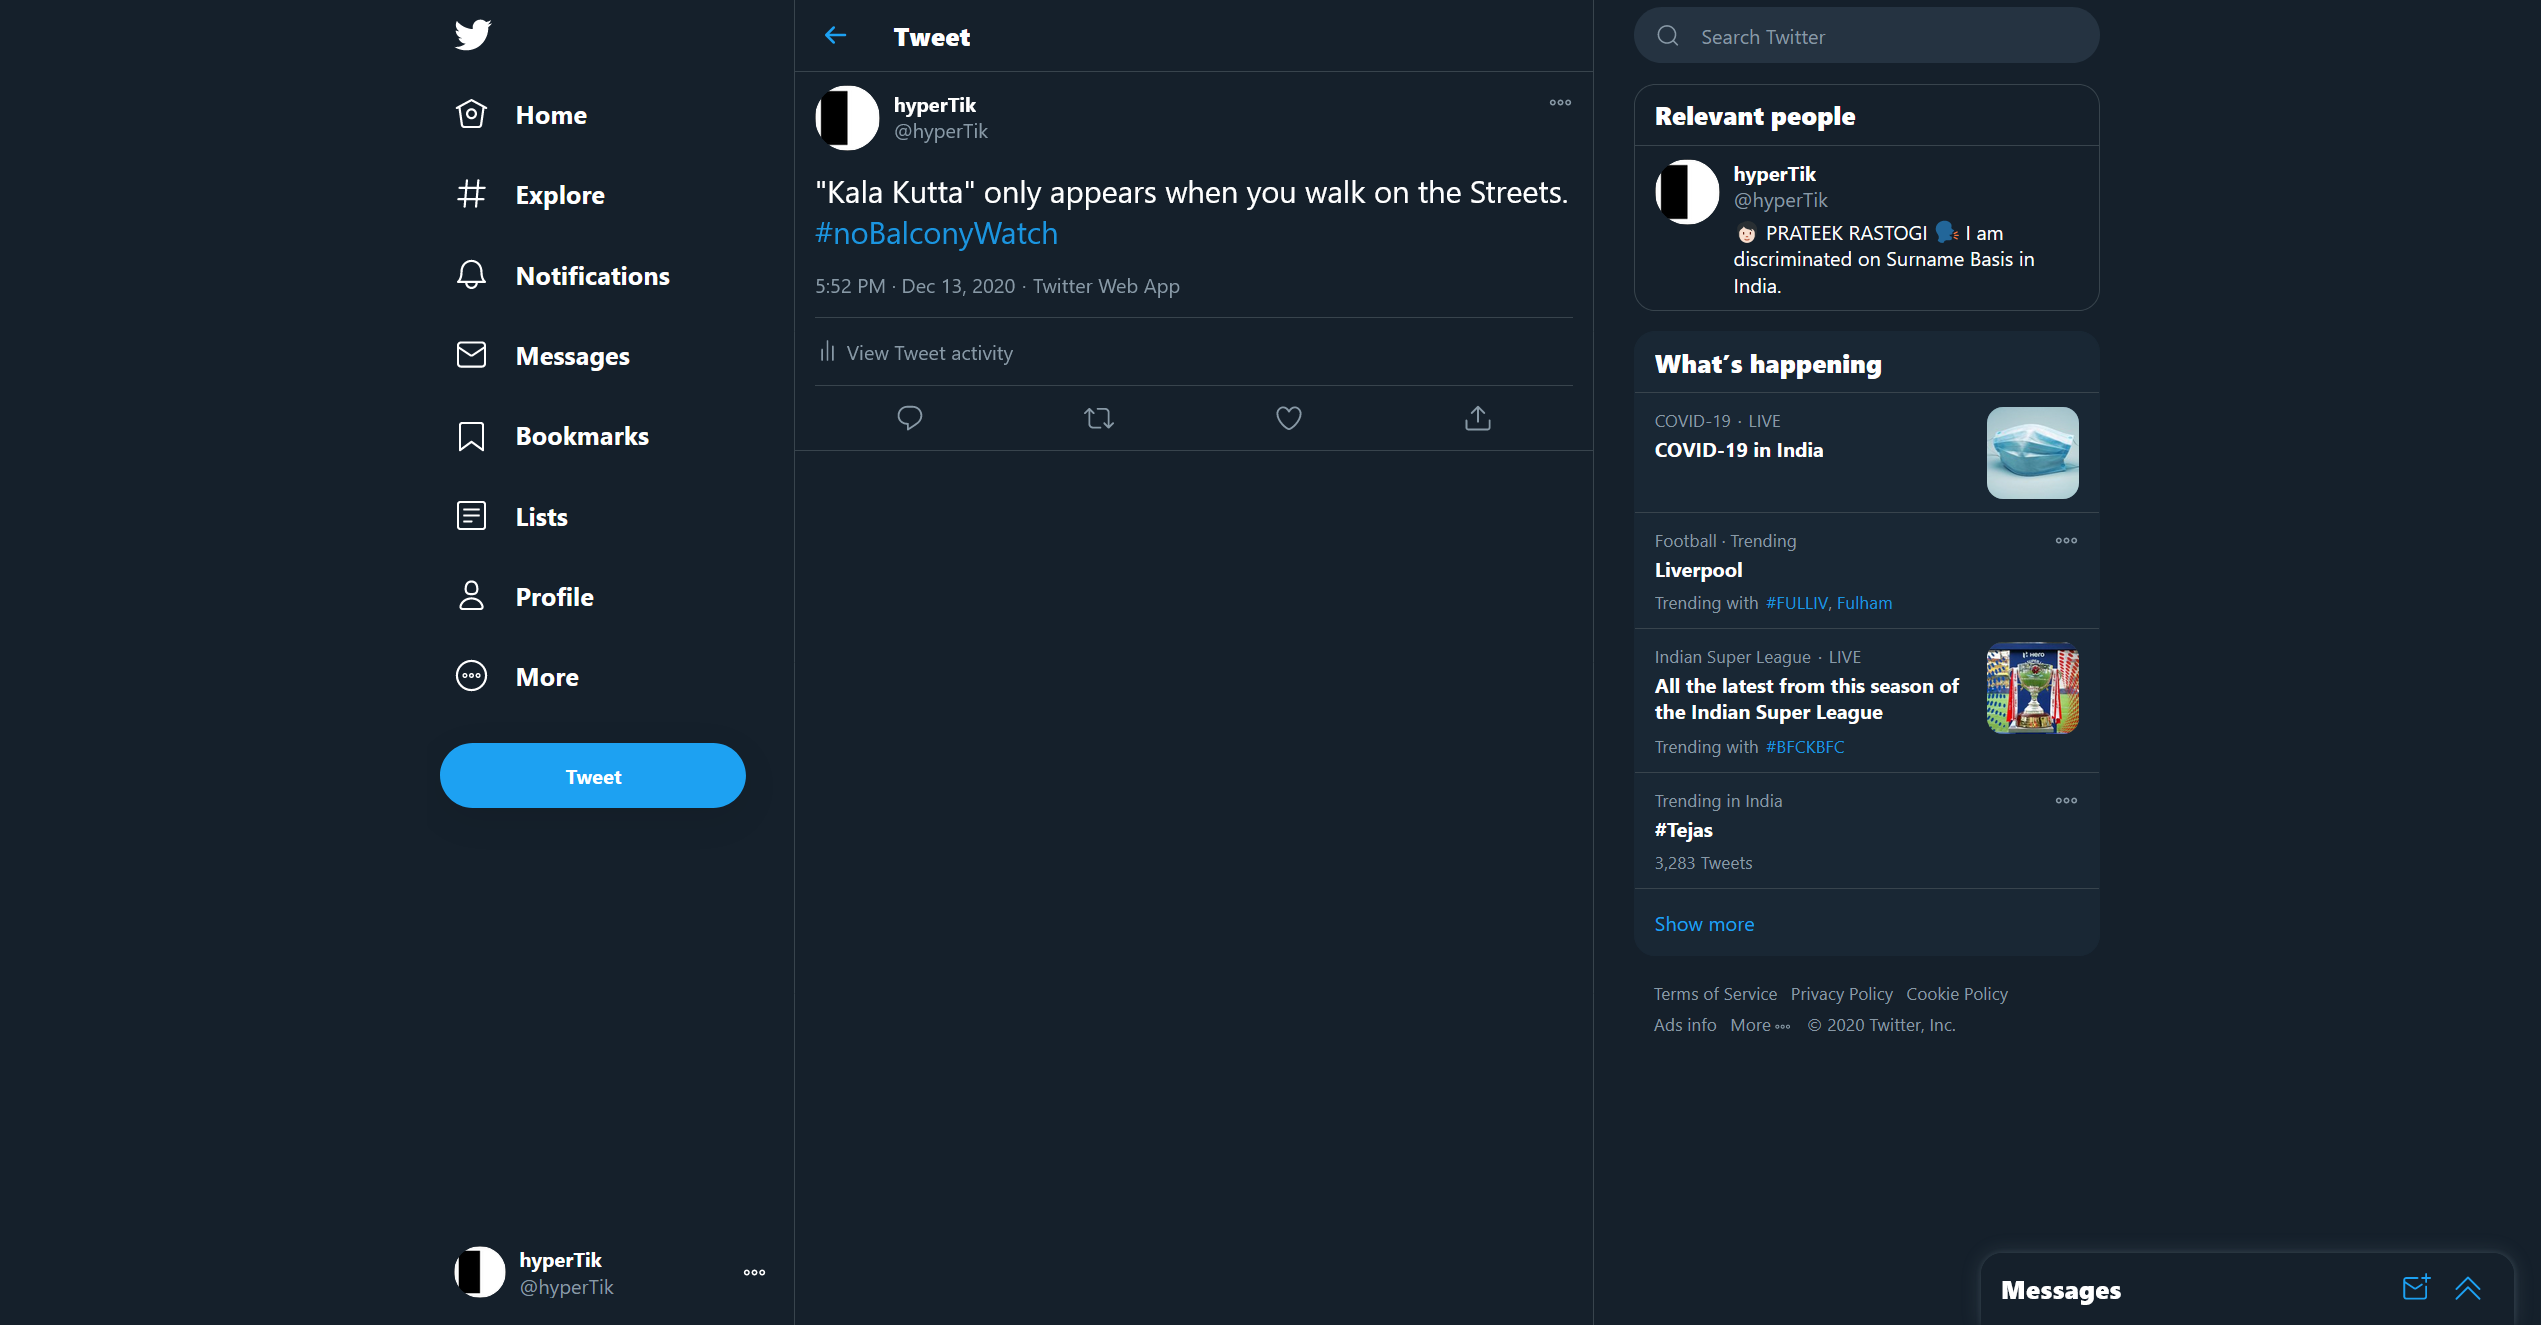 Home
Explore
Notifications
Messages
Bookmarks
Lists
Profile
More
Tweet
hyperTik
@hyperTik
Tweet
hyperTik
@hyperTik
"Kala Kutta" only appears when you walk on the Streets.
#noBalconyWatch
5:52 PM · Dec 13, 2020 · Twitter Web App
View Tweet activity
Search Twitter
Relevant people
hyperTik
@hyperTik
PRATEEK RASTOGI I am
discriminated on Surname Basis in
India.
What's happening
COVID-19 · LIVE
COVID-19 in India
Football · Trending
Liverpool
Trending with #FULLIV, Fulham
Indian Super League · LIVE
All the latest from this season of
the Indian Super League
Trending with #BFCKBFC
Hero
Trending in India
#Tejas
3,283 Tweets
Show more
Terms of Service Privacy Policy Cookie Policy
Ads info More © 2020 Twitter, Inc.
Messages